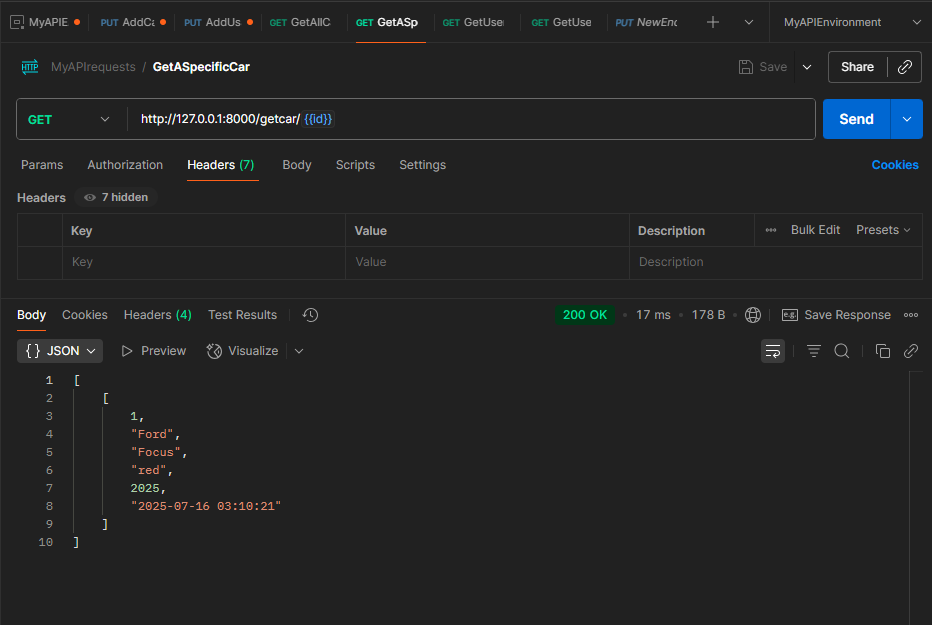 MyAPIE PUT AddCa PUT AddUs GET GetAllC GET GetASp GET GetUse GET GetUse PUT NewEnc MyAPIEnvironment
HTTP MyAPIrequests / GetASpecificCar Save Share
GET http://127.0.0.1:8000/getcar/ {{id}} Send
Params Authorization Headers (7) Body Scripts Settings Cookies
Headers 7 hidden
Key Value Description Bulk Edit Presets
Key Value Description
Body Cookies Headers (4) Test Results 200 OK 17 ms 178 B e.g. Save Response
{} JSON Preview Visualize
1 [
2 [
3 1,
4 "Ford",
5 "Focus",
6 "red",
7 2025,
8 "2025-07-16 03:10:21"
9 ]
10 ]